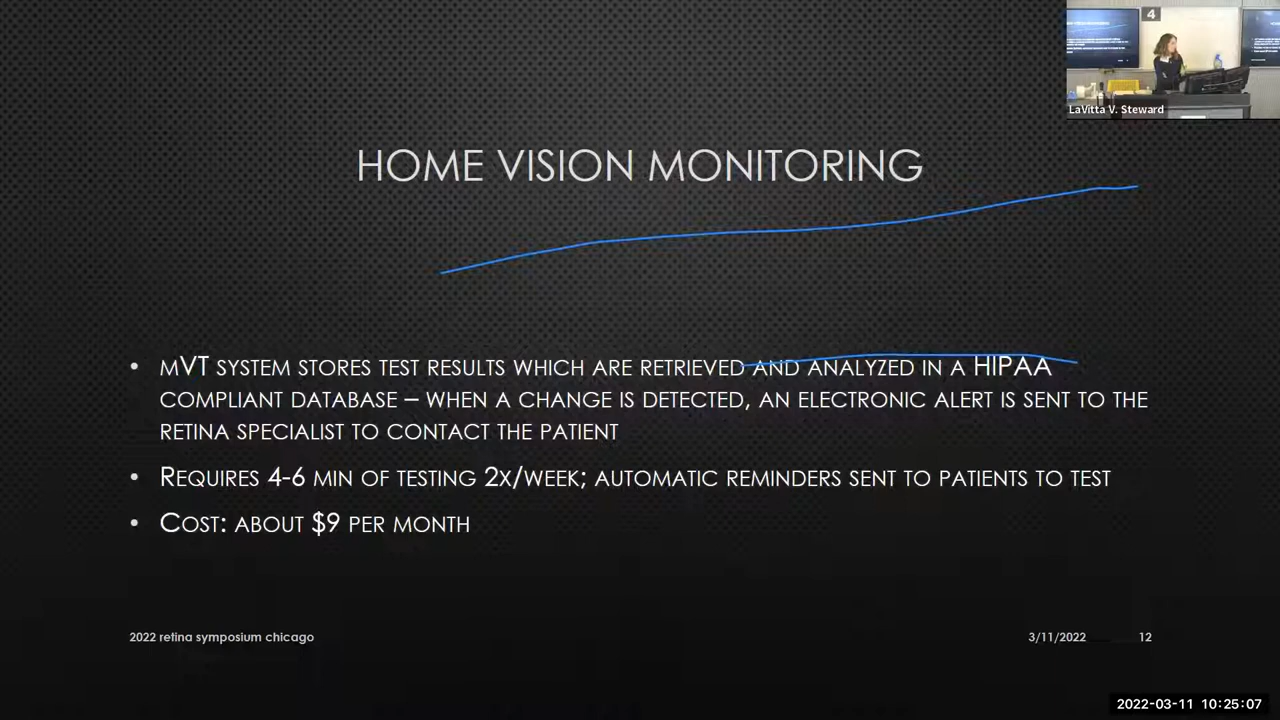 4
LaVitta V. Steward
HOME VISION MONITORING
• MVT SYSTEM STORES TEST RESULTS WHICH ARE RETRIEVED AND ANALYZED IN A HIPAA
COMPLIANT DATABASE – WHEN A CHANGE IS DETECTED, AN ELECTRONIC ALERT IS SENT TO THE
RETINA SPECIALIST TO CONTACT THE PATIENT
• REQUIRES 4-6 MIN OF TESTING 2X/WEEK; AUTOMATIC REMINDERS SENT TO PATIENTS TO TEST
• COST: ABOUT $9 PER MONTH
2022 retina symposium chicago 3/11/2022 12
2022-03-11 10:25:07